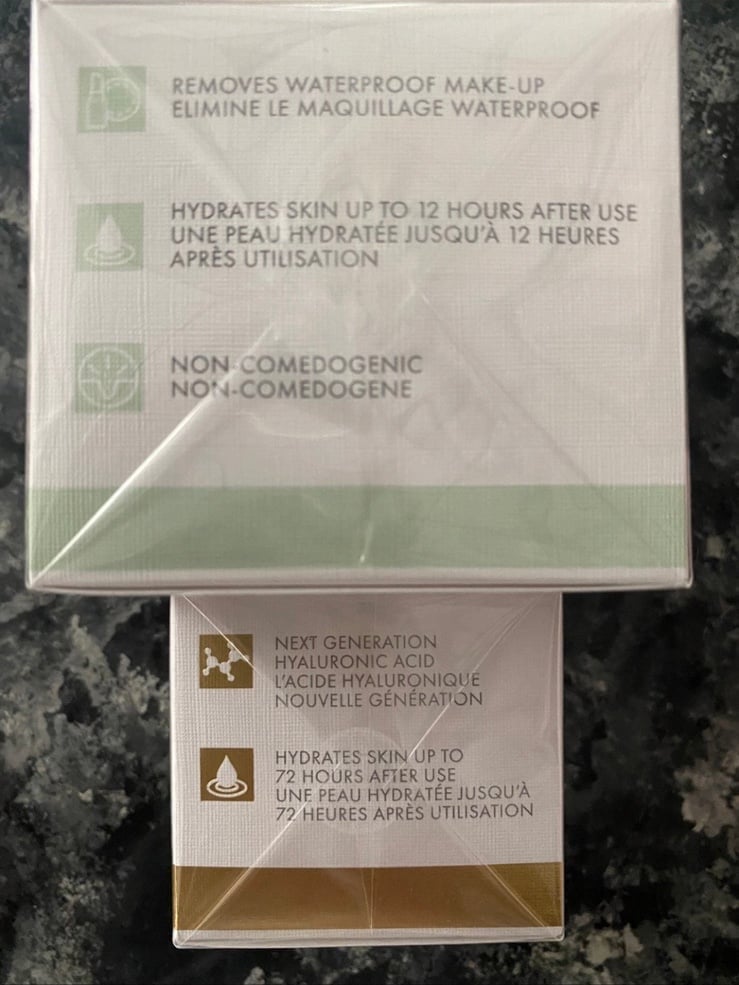 REMOVES WATERPROOF MAKE-UP
ELIMINE LE MAQUILLAGE WATERPROOF
HYDRATES SKIN UP TO 12 HOURS AFTER USE
UNE PEAU HYDRATÉE JUSQU'À 12 HEURES
APRÈS UTILISATION
NON-COMEDOGENIC
NON-COMEDOGENE
NEXT GENERATION
HYALURONIC ACID
L'ACIDE HYALURONIQUE
NOUVELLE GÉNÉRATION
HYDRATES SKIN UP TO
72 HOURS AFTER USE
UNE PEAU HYDRATÉE JUSQU'À
72 HEURES APRÈS UTILISATION